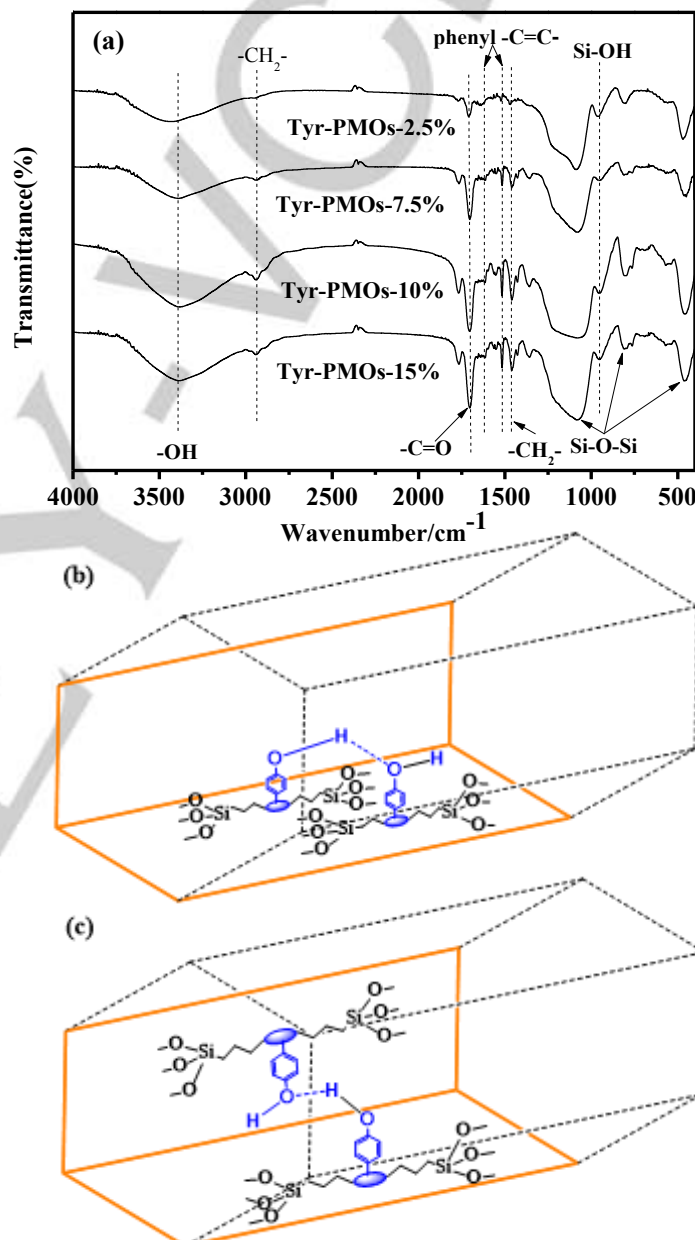 (a)
-CH₂-
phenyl -C=C-
Si-OH
Tyr-PMOs-2.5%
Tyr-PMOs-7.5%
Tyr-PMOs-10%
Tyr-PMOs-15%
-OH
-C=O
-CH₂-
Si-O-Si
Transmittance(%)
4000 3500 3000 2500 2000 1500 1000 500
Wavenumber/cm⁻¹
(b)
H
O
O H
O O O Si
Si O O O
O O O Si
Si O O O
(c)
Si O O O
Si O O O
O H
H O
Si O O O
Si O O O